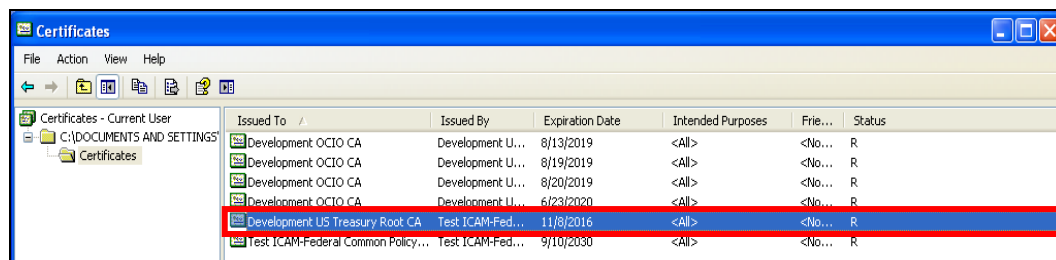 Certificates
File Action View Help
Certificates - Current User
C:\DOCUMENTS AND SETTINGS'
Certificates
Issued To Issued By Expiration Date Intended Purposes Frie... Status
Development OCIO CA Development U... 8/13/2019 <All> <No... R
Development OCIO CA Development U... 8/19/2019 <All> <No... R
Development OCIO CA Development U... 8/20/2019 <All> <No... R
Development OCIO CA Development U... 6/23/2020 <All> <No... R
Development US Treasury Root CA Test ICAM-Fed... 11/8/2016 <All> <No... R
Test ICAM-Federal Common Policy... Test ICAM-Fed... 9/10/2030 <All> <No... R